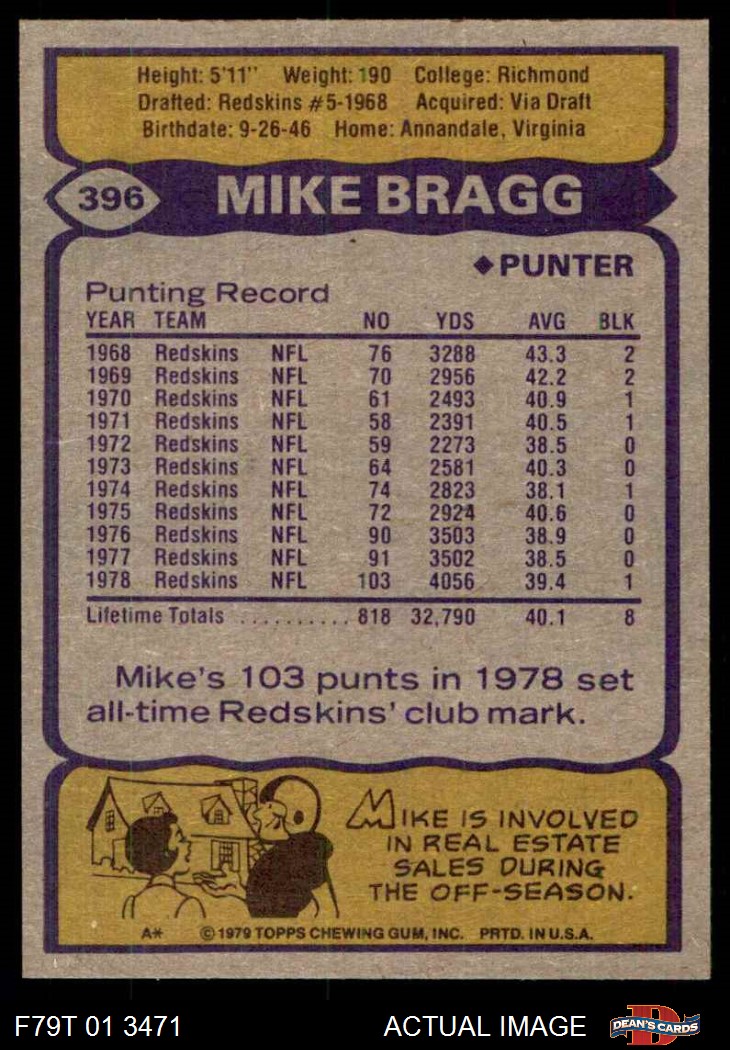 Height: 5'11" Weight: 190 College: Richmond
Drafted: Redskins #5-1968 Acquired: Via Draft
Birthdate: 9-26-46 Home: Annandale, Virginia
396 MIKE BRAGG
◆PUNTER
Punting Record
YEAR TEAM NO YDS AVG BLK
1968 Redskins NFL 76 3288 43.3 2
1969 Redskins NFL 70 2956 42.2 2
1970 Redskins NFL 61 2493 40.9 1
1971 Redskins NFL 58 2391 40.5 1
1972 Redskins NFL 59 2273 38.5 0
1973 Redskins NFL 64 2581 40.3 0
1974 Redskins NFL 74 2823 38.1 1
1975 Redskins NFL 72 2924 40.6 0
1976 Redskins NFL 90 3503 38.9 0
1977 Redskins NFL 91 3502 38.5 0
1978 Redskins NFL 103 4056 39.4 1
Lifetime Totals .......... 818 32,790 40.1 8
Mike's 103 punts in 1978 set
all-time Redskins' club mark.
MIKE IS INVOLVED
IN REAL ESTATE
SALES DURING
THE OFF-SEASON.
A* ©1979 TOPPS CHEWING GUM, INC. PRTD. IN U.S.A.
F79T 01 3471 ACTUAL IMAGE D DEAN'S CARDS